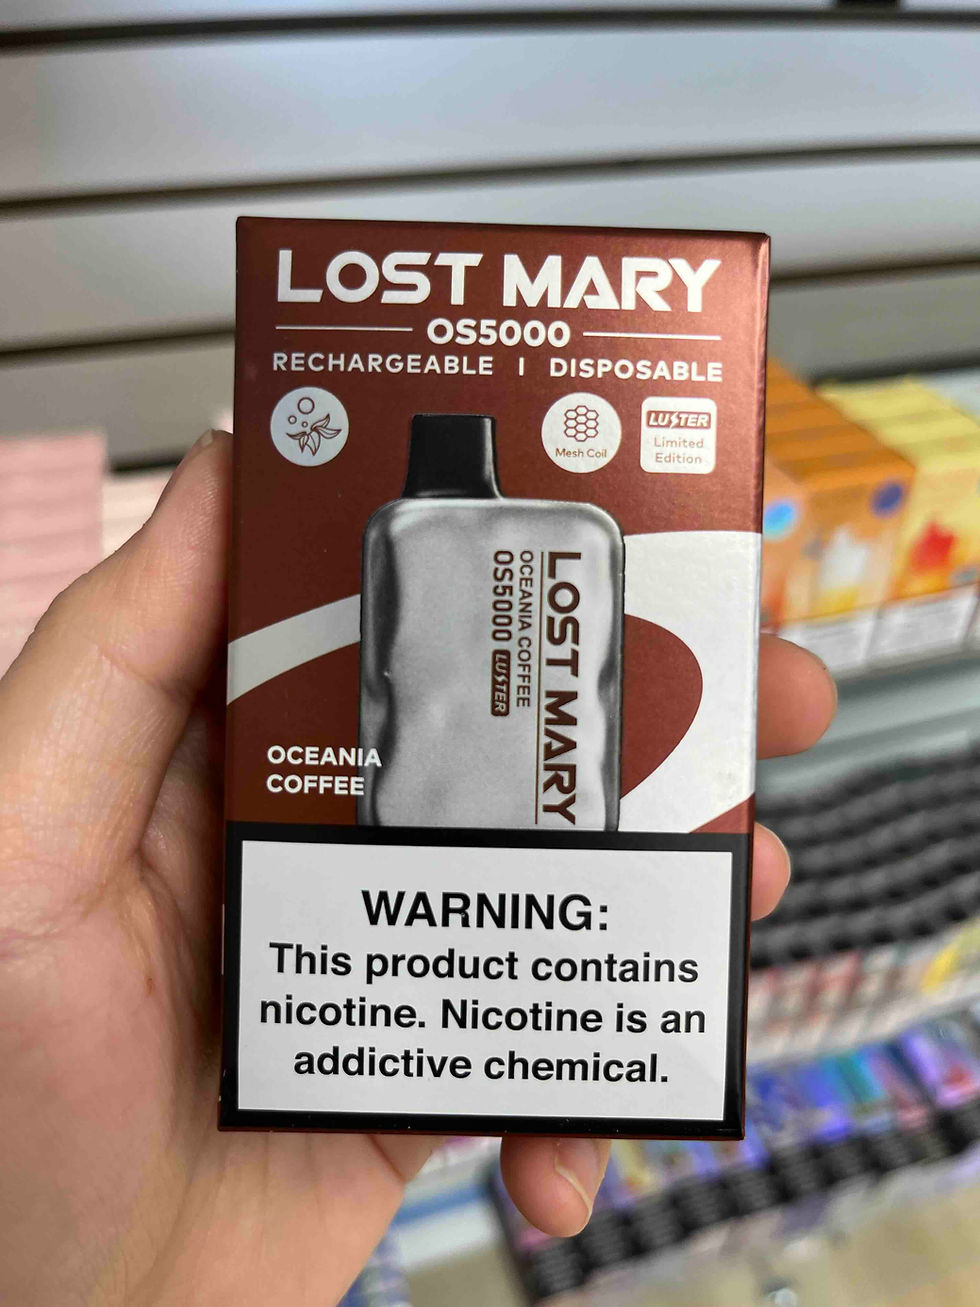 LOST MARY
OS5000
RECHARGEABLE | DISPOSABLE
Mesh Coil
LUSTER
Limited
Edition
LOST MARY
OCEANIA COFFEE
OS5000 LUSTER
OCEANIA
COFFEE
WARNING:
This product contains
nicotine. Nicotine is an
addictive chemical.